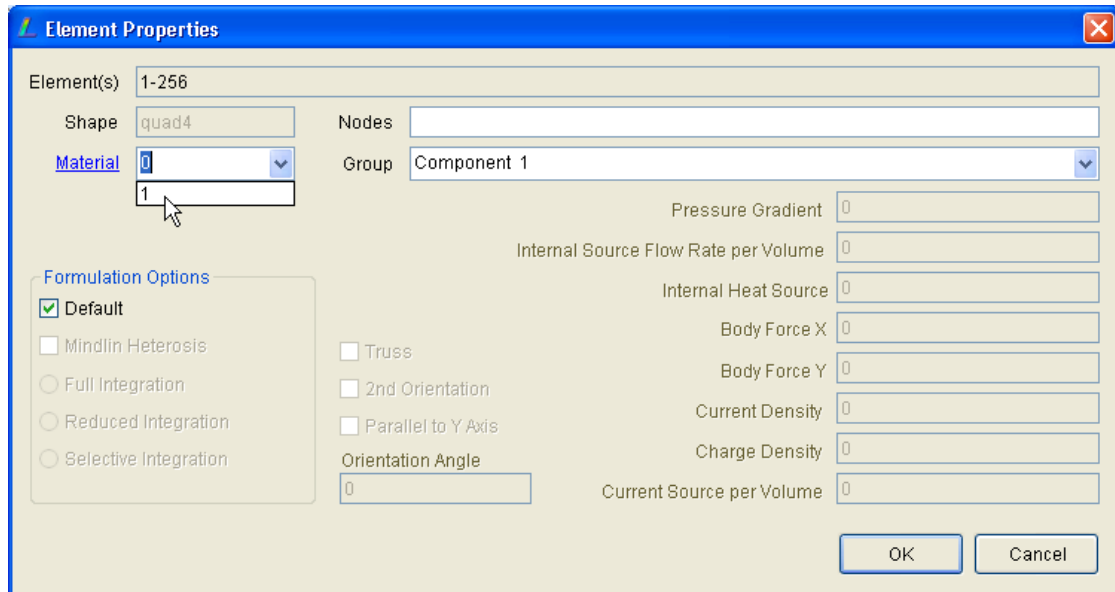 Element Properties
Element(s) 1-256
Shape quad4 Nodes
Material 0 Group Component 1
1
Pressure Gradient 0
Internal Source Flow Rate per Volume 0
Formulation Options
Internal Heat Source 0
Default
Body Force X 0
Mindlin Heterosis Truss
Body Force Y 0
Full Integration 2nd Orientation
Current Density 0
Reduced Integration Parallel to Y Axis
Charge Density 0
Selective Integration Orientation Angle
0 Current Source per Volume 0
OK Cancel